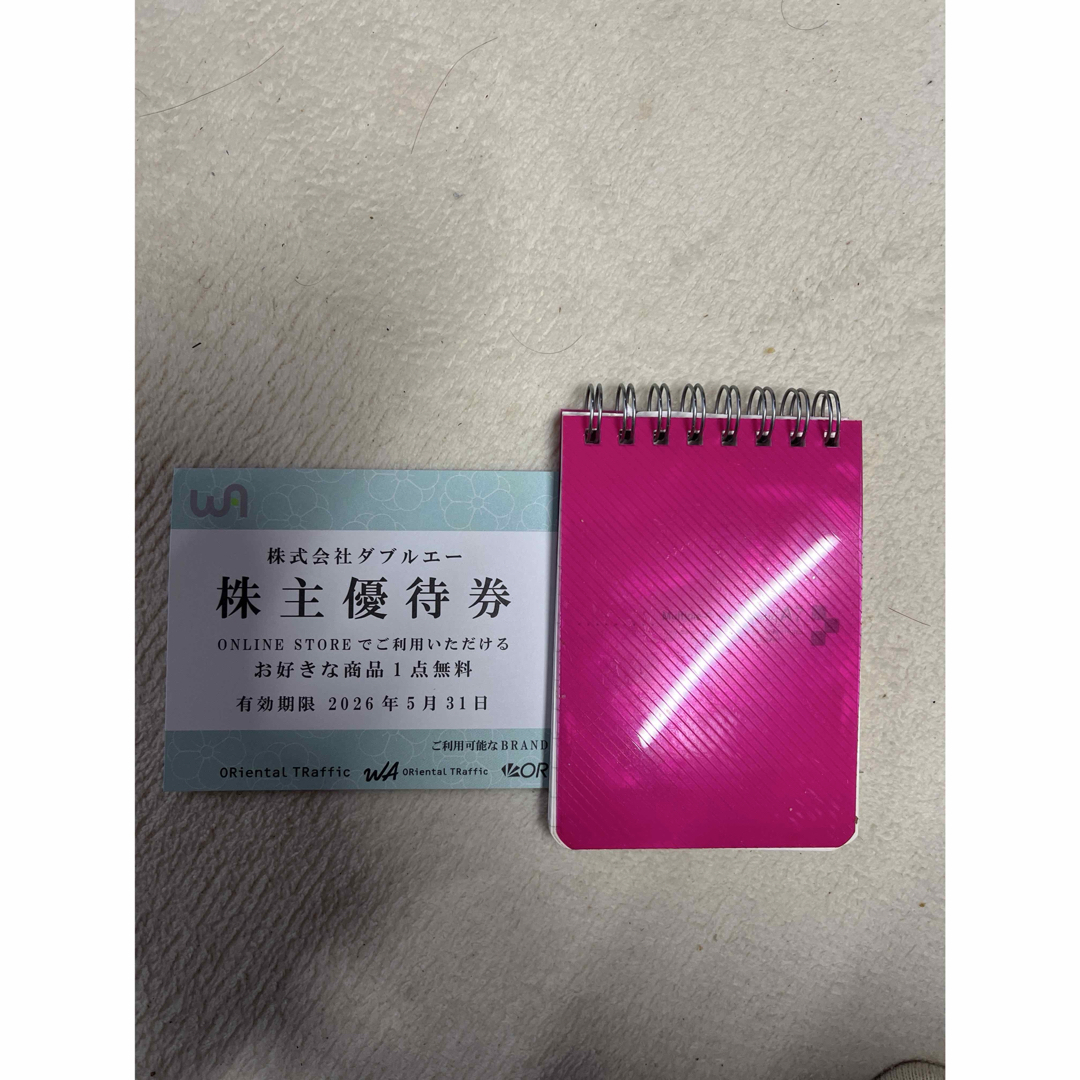 WA
株式会社ダブルエー
株主優待券
ONLINE STOREでご利用いただける
お好きな商品1点無料
有効期限 2026年5月31日
ご利用可能なBRAND
ORiental TRaffic WA ORiental TRaffic OR